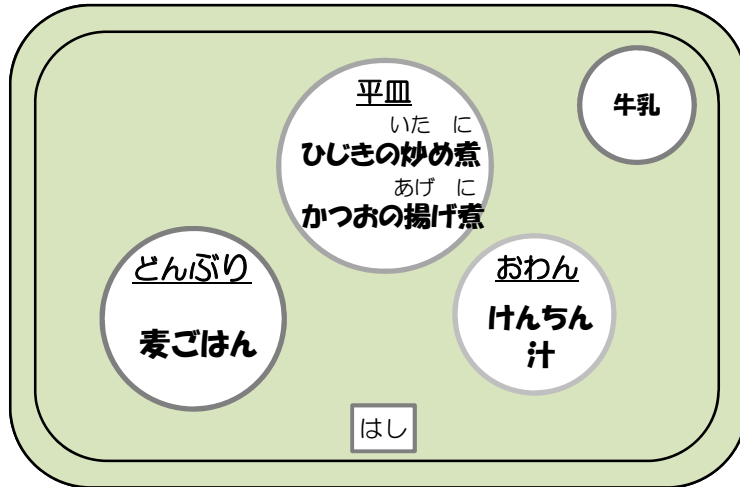 平皿
いた に
ひじきの炒め煮
あげ に
かつおの揚げ煮
牛乳
どんぶり
麦ごはん
おわん
けんちん
汁
はし